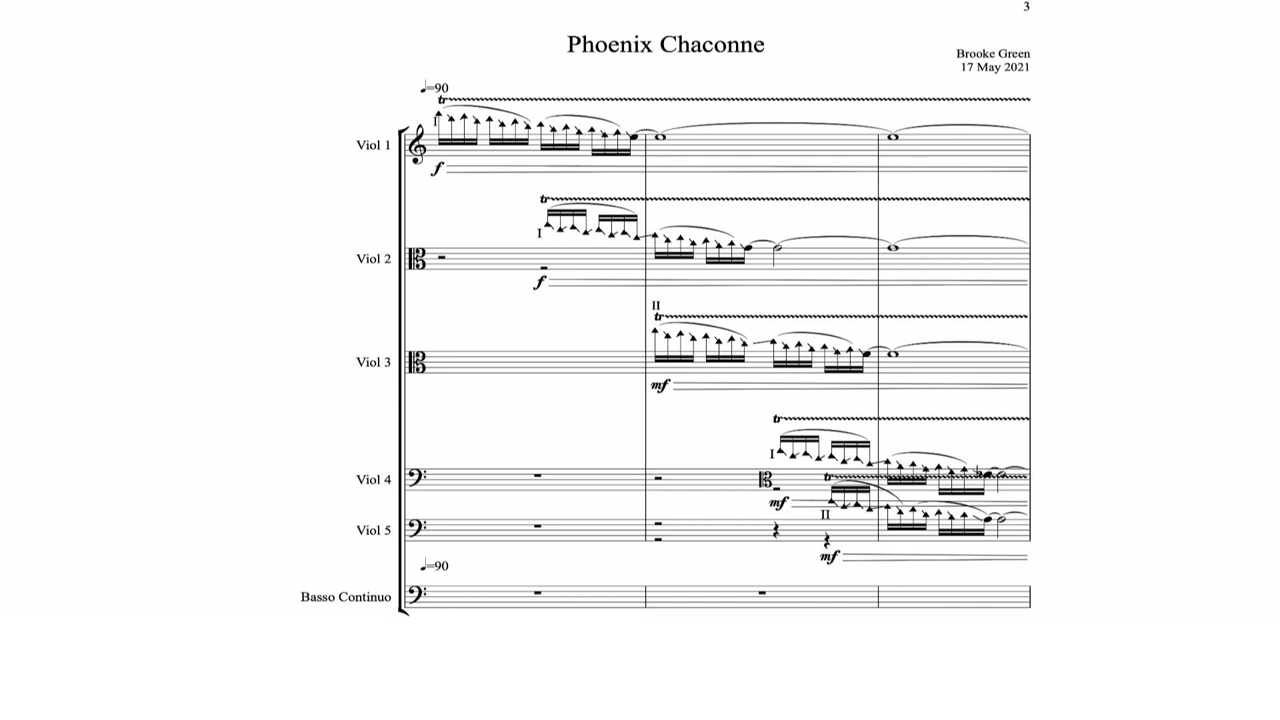 3
Phoenix Chaconne
Brooke Green
17 May 2021
♩=90
tr
I
Viol 1
f
tr
I
Viol 2
f
II
tr
Viol 3
mf
tr
I
Viol 4
mf
tr
II
Viol 5
mf
♩=90
Basso Continuo